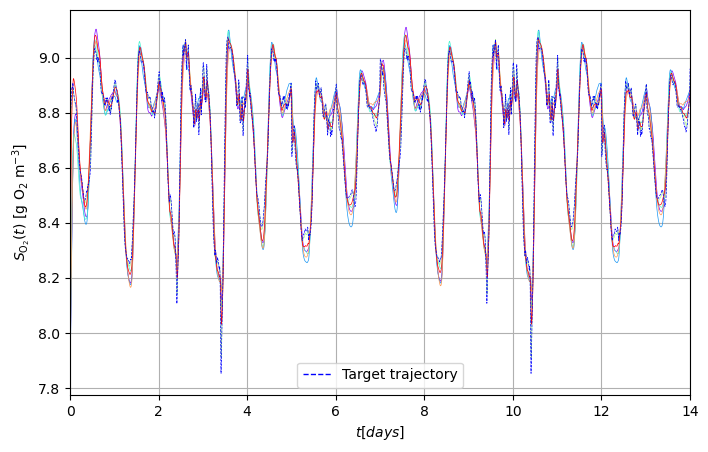 9.0
8.8
8.6
8.4
8.2
8.0
7.8
S_{O_2}(t) [g O_2 m^{-3}]
Target trajectory
0 2 4 6 8 10 12 14
t[days]